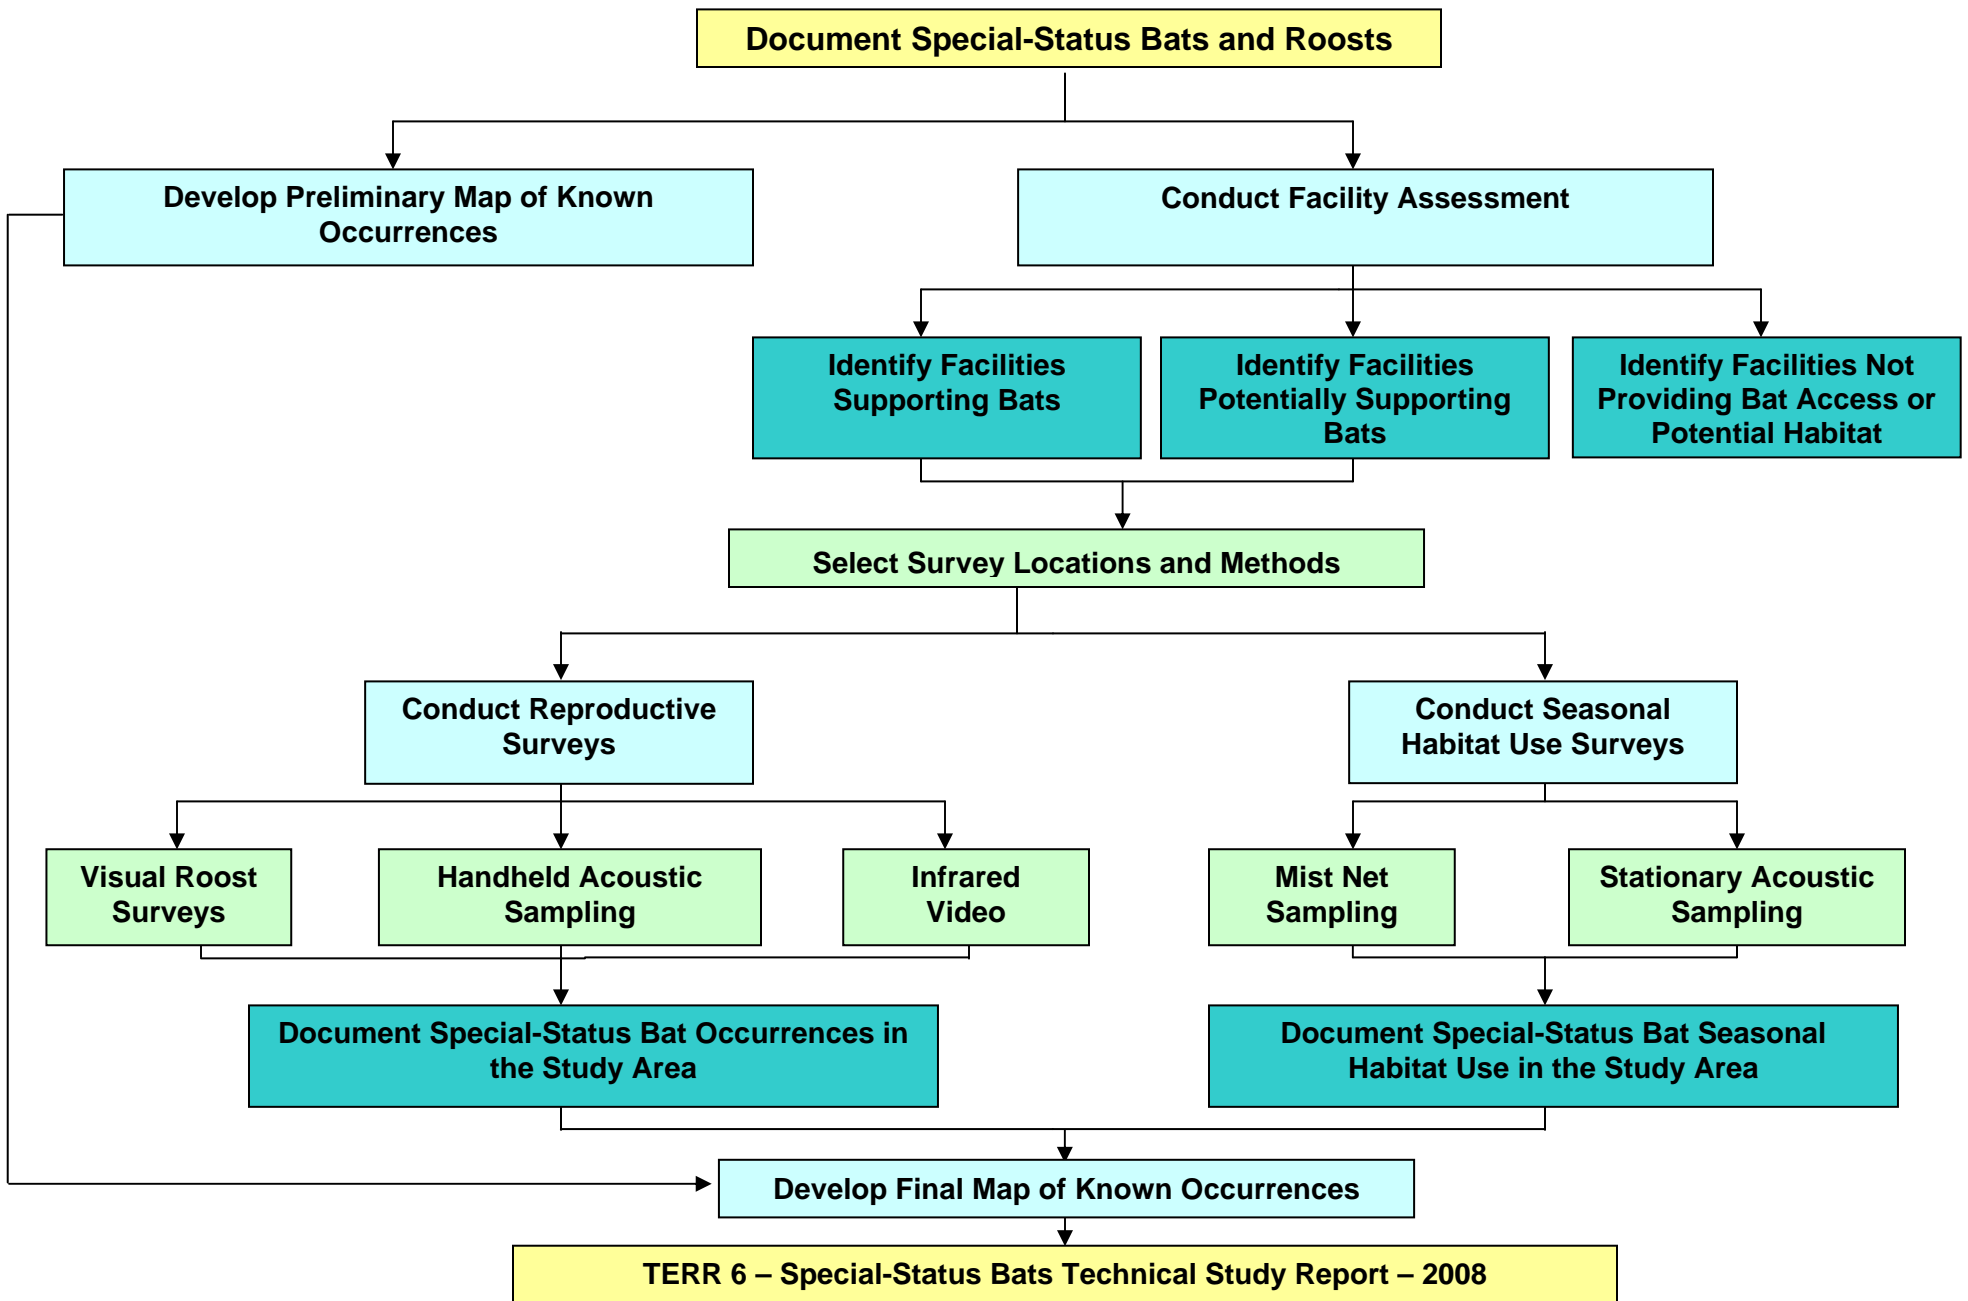 Document Special-Status Bats and Roosts
Develop Preliminary Map of Known
Occurrences
Conduct Facility Assessment
Identify Facilities
Supporting Bats
Identify Facilities
Potentially Supporting
Bats
Identify Facilities Not
Providing Bat Access or
Potential Habitat
Select Survey Locations and Methods
Conduct Reproductive
Surveys
Conduct Seasonal
Habitat Use Surveys
Visual Roost
Surveys
Handheld Acoustic
Sampling
Infrared
Video
Mist Net
Sampling
Stationary Acoustic
Sampling
Document Special-Status Bat Occurrences in
the Study Area
Document Special-Status Bat Seasonal
Habitat Use in the Study Area
Develop Final Map of Known Occurrences
TERR 6 – Special-Status Bats Technical Study Report – 2008